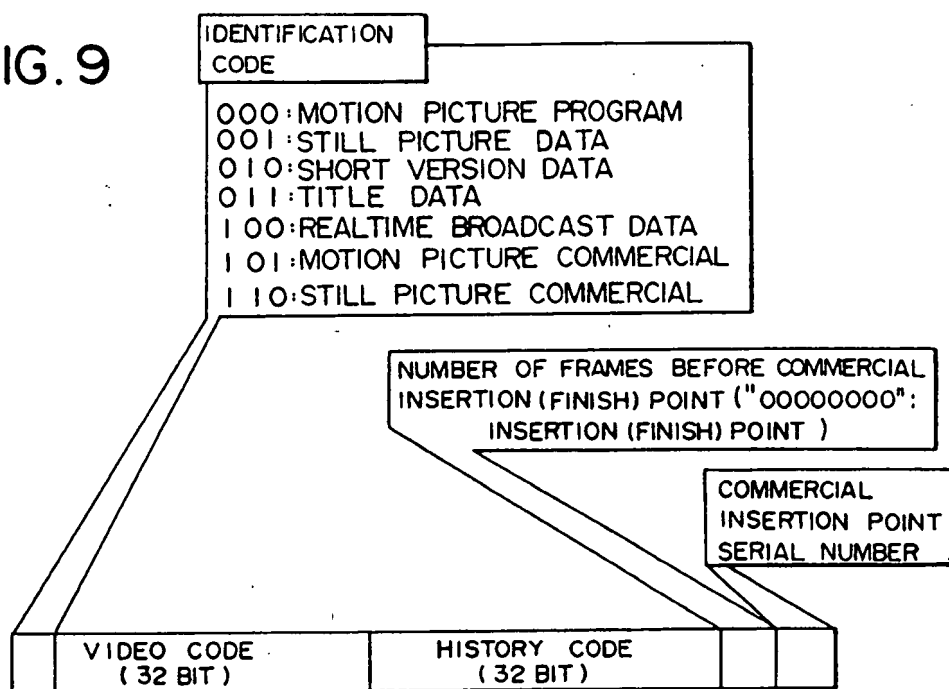 IG. 9
IDENTIFICATION
CODE
000:MOTION PICTURE PROGRAM
001:STILL PICTURE DATA
010:SHORT VERSION DATA
011:TITLE DATA
100:REALTIME BROADCAST DATA
101:MOTION PICTURE COMMERCIAL
110:STILL PICTURE COMMERCIAL
NUMBER OF FRAMES BEFORE COMMERCIAL
INSERTION (FINISH) POINT ("00000000":
INSERTION (FINISH) POINT )
COMMERCIAL
INSERTION POINT
SERIAL NUMBER
VIDEO CODE
(32 BIT)
HISTORY CODE
(32 BIT)